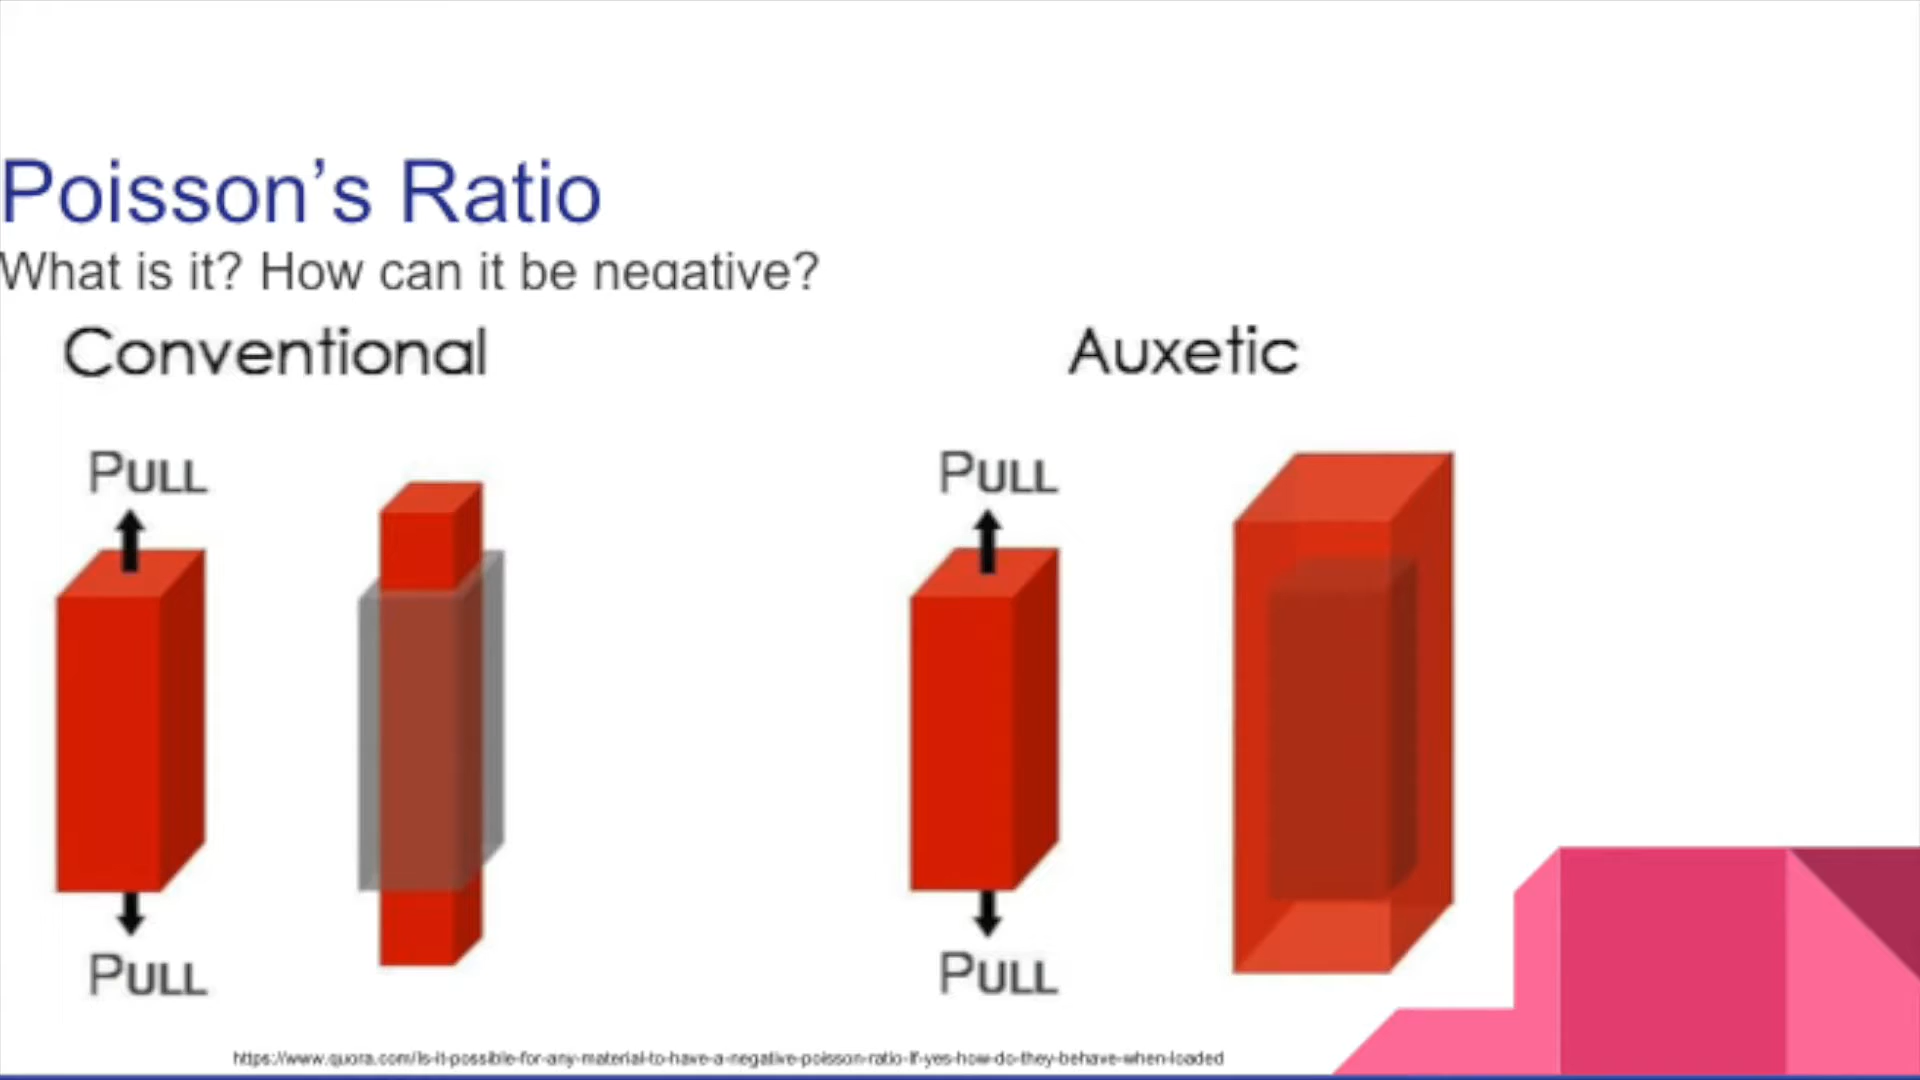 Poisson’s Ratio
What is it? How can it be negative?
Conventional
Auxetic
PULL
PULL
PULL
PULL
https://www.quora.com/Is-it-possible-for-any-material-to-have-a-negative-poisson-ratio-If-yes-how-do-they-behave-when-loaded